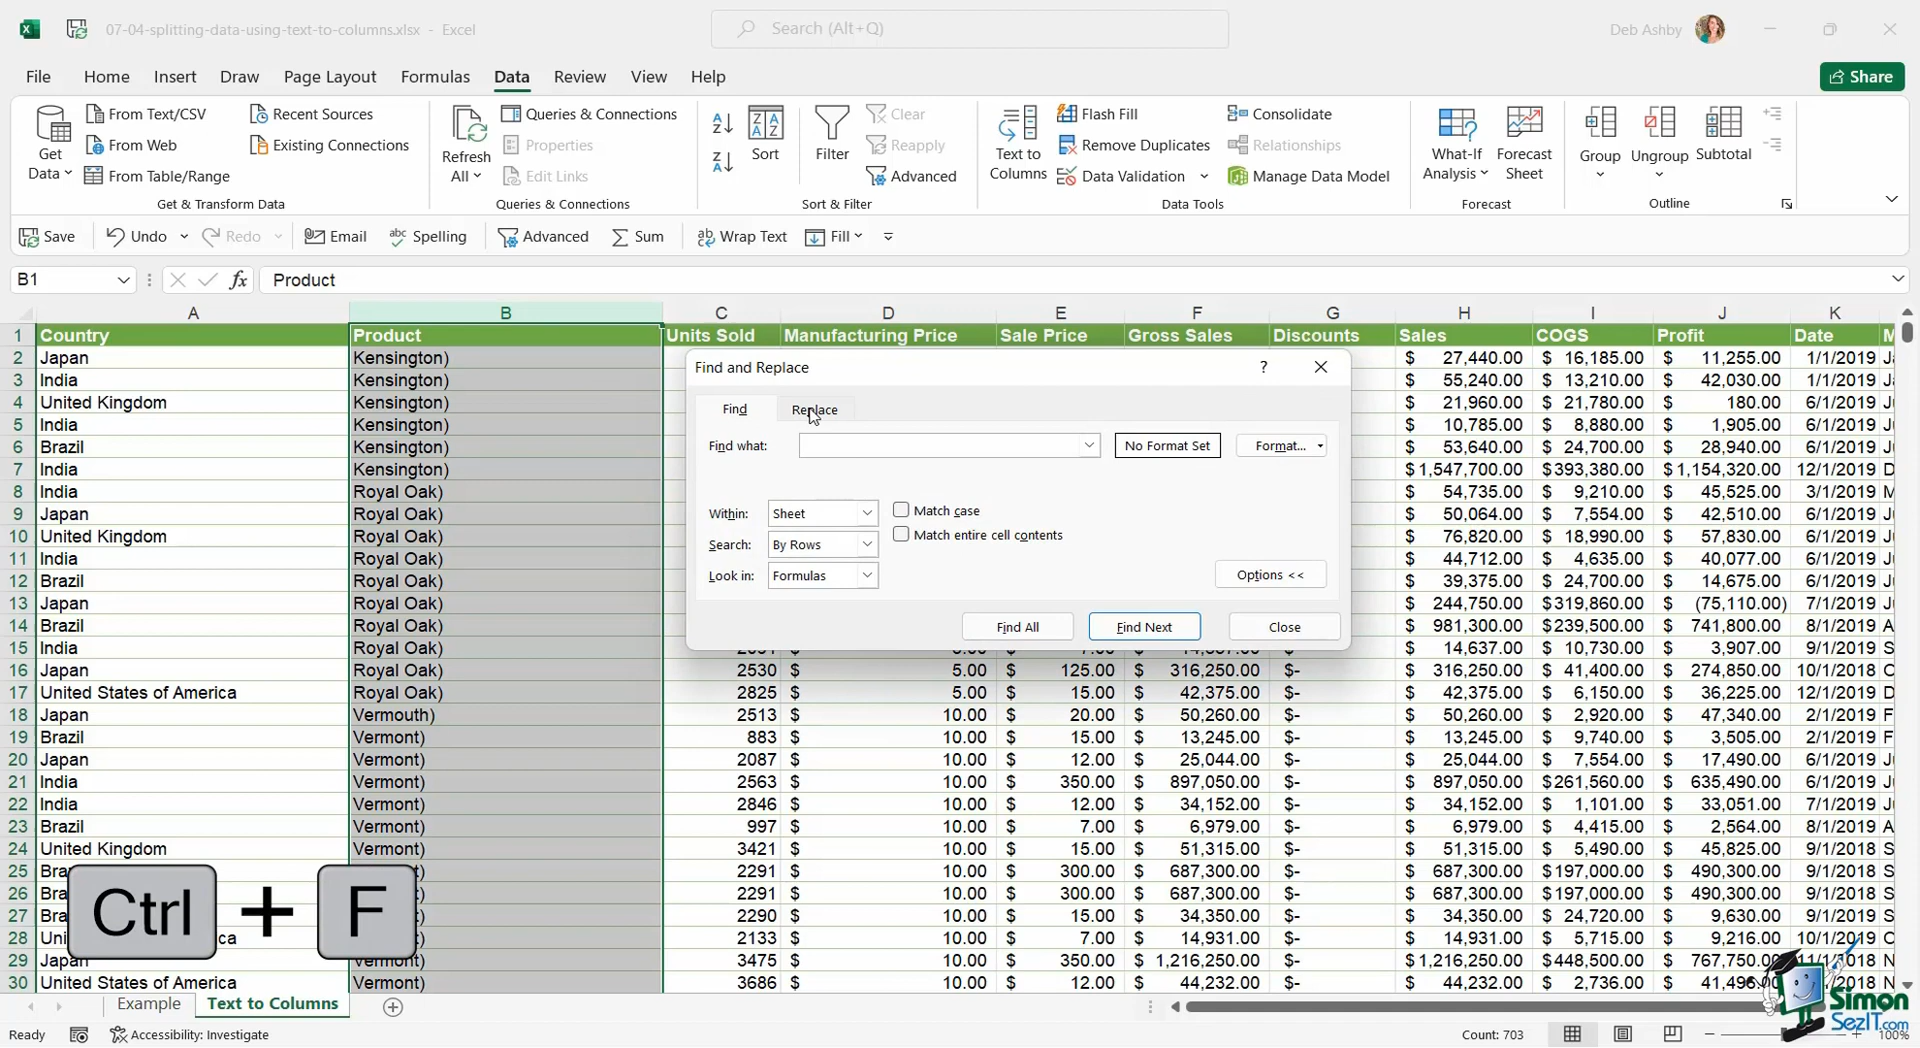 07-04-splitting-data-using-text-to-columns.xlsx - Excel
Search (Alt+Q)
Deb Ashby
File Home Insert Draw Page Layout Formulas Data Review View Help
Share
Get Data
From Text/CSV
From Web
From Table/Range
Recent Sources
Existing Connections
Get & Transform Data
Refresh All
Queries & Connections
Properties
Edit Links
Queries & Connections
Sort
Filter
Clear
Reapply
Advanced
Sort & Filter
Text to Columns
Flash Fill
Remove Duplicates
Data Validation
Consolidate
Relationships
Manage Data Model
Data Tools
What-If Analysis
Forecast Sheet
Forecast
Group
Ungroup
Subtotal
Outline
Save Undo Redo Email Spelling Advanced Sum Wrap Text Fill
B1 fx Product
A B C D E F G H I J K
1 Country Product Units Sold Manufacturing Price Sale Price Gross Sales Discounts Sales COGS Profit Date M
2 Japan Kensington) $ 27,440.00 $ 16,185.00 $ 11,255.00 1/1/2019
3 India Kensington) $ 55,240.00 $ 13,210.00 $ 42,030.00 1/1/2019
4 United Kingdom Kensington) $ 21,960.00 $ 21,780.00 $ 180.00 6/1/2019
5 India Kensington) $ 10,785.00 $ 8,880.00 $ 1,905.00 6/1/2019
6 Brazil Kensington) $ 53,640.00 $ 24,700.00 $ 28,940.00 6/1/2019
7 India Kensington) $ 1,547,700.00 $ 393,380.00 $ 1,154,320.00 12/1/2019 D
8 India Royal Oak) $ 54,735.00 $ 9,210.00 $ 45,525.00 3/1/2019 M
9 Japan Royal Oak) $ 50,064.00 $ 7,554.00 $ 42,510.00 6/1/2019
10 United Kingdom Royal Oak) $ 76,820.00 $ 18,990.00 $ 57,830.00 6/1/2019
11 India Royal Oak) $ 44,712.00 $ 4,635.00 $ 40,077.00 6/1/2019
12 Brazil Royal Oak) $ 39,375.00 $ 24,700.00 $ 14,675.00 6/1/2019
13 Japan Royal Oak) $ 244,750.00 $ 319,860.00 $ (75,110.00) 7/1/2019
14 Brazil Royal Oak) $ 981,300.00 $ 239,500.00 $ 741,800.00 8/1/2019 A
15 India Royal Oak) $ 14,637.00 $ 10,730.00 $ 3,907.00 9/1/2019 S
16 Japan Royal Oak) 2530 $ 5.00 $ 125.00 $ 316,250.00 $- $ 316,250.00 $ 41,400.00 $ 274,850.00 10/1/2018 O
17 United States of America Royal Oak) 2825 $ 5.00 $ 15.00 $ 42,375.00 $- $ 42,375.00 $ 6,150.00 $ 36,225.00 12/1/2019 D
18 Japan Vermouth) 2513 $ 10.00 $ 20.00 $ 50,260.00 $- $ 50,260.00 $ 2,920.00 $ 47,340.00 2/1/2019 F
19 Brazil Vermont) 883 $ 10.00 $ 15.00 $ 13,245.00 $- $ 13,245.00 $ 9,740.00 $ 3,505.00 2/1/2019 F
20 Japan Vermont) 2087 $ 10.00 $ 12.00 $ 25,044.00 $- $ 25,044.00 $ 7,554.00 $ 17,490.00 6/1/2019
21 India Vermont) 2563 $ 10.00 $ 350.00 $ 897,050.00 $- $ 897,050.00 $ 261,560.00 $ 635,490.00 6/1/2019
22 India Vermont) 2846 $ 10.00 $ 12.00 $ 34,152.00 $- $ 34,152.00 $ 1,101.00 $ 33,051.00 7/1/2019
23 Brazil Vermont) 997 $ 10.00 $ 7.00 $ 6,979.00 $- $ 6,979.00 $ 4,415.00 $ 2,564.00 8/1/2019 A
24 United Kingdom Vermont) 3421 $ 10.00 $ 15.00 $ 51,315.00 $- $ 51,315.00 $ 5,490.00 $ 45,825.00 9/1/2018 S
25 Bra 2291 $ 10.00 $ 300.00 $ 687,300.00 $- $ 687,300.00 $ 197,000.00 $ 490,300.00 9/1/2018 S
26 Bra 2291 $ 10.00 $ 300.00 $ 687,300.00 $- $ 687,300.00 $ 197,000.00 $ 490,300.00 9/1/2018 S
27 Bra 2290 $ 10.00 $ 15.00 $ 34,350.00 $- $ 34,350.00 $ 24,720.00 $ 9,630.00 9/1/2019 S
28 Uni ca 2133 $ 10.00 $ 7.00 $ 14,931.00 $- $ 14,931.00 $ 5,715.00 $ 9,216.00 10/1/2019 O
29 Japan Vermont) 3475 $ 10.00 $ 350.00 $ 1,216,250.00 $- $ 1,216,250.00 $ 448,500.00 $ 767,750 2018 N
30 United States of America Vermont) 3686 $ 10.00 $ 12.00 $ 44,232.00 $- $ 44,232.00 $ 2,736.00 $ 2018 N
Find and Replace ?
Find Replace
Find what: No Format Set Format...
Within: Sheet Match case
Search: By Rows Match entire cell contents
Look in: Formulas Options <<
Find All Find Next Close
Ctrl + F
Example Text to Columns
Simon
SezIT.com
Ready Accessibility: Investigate Count: 703 100%